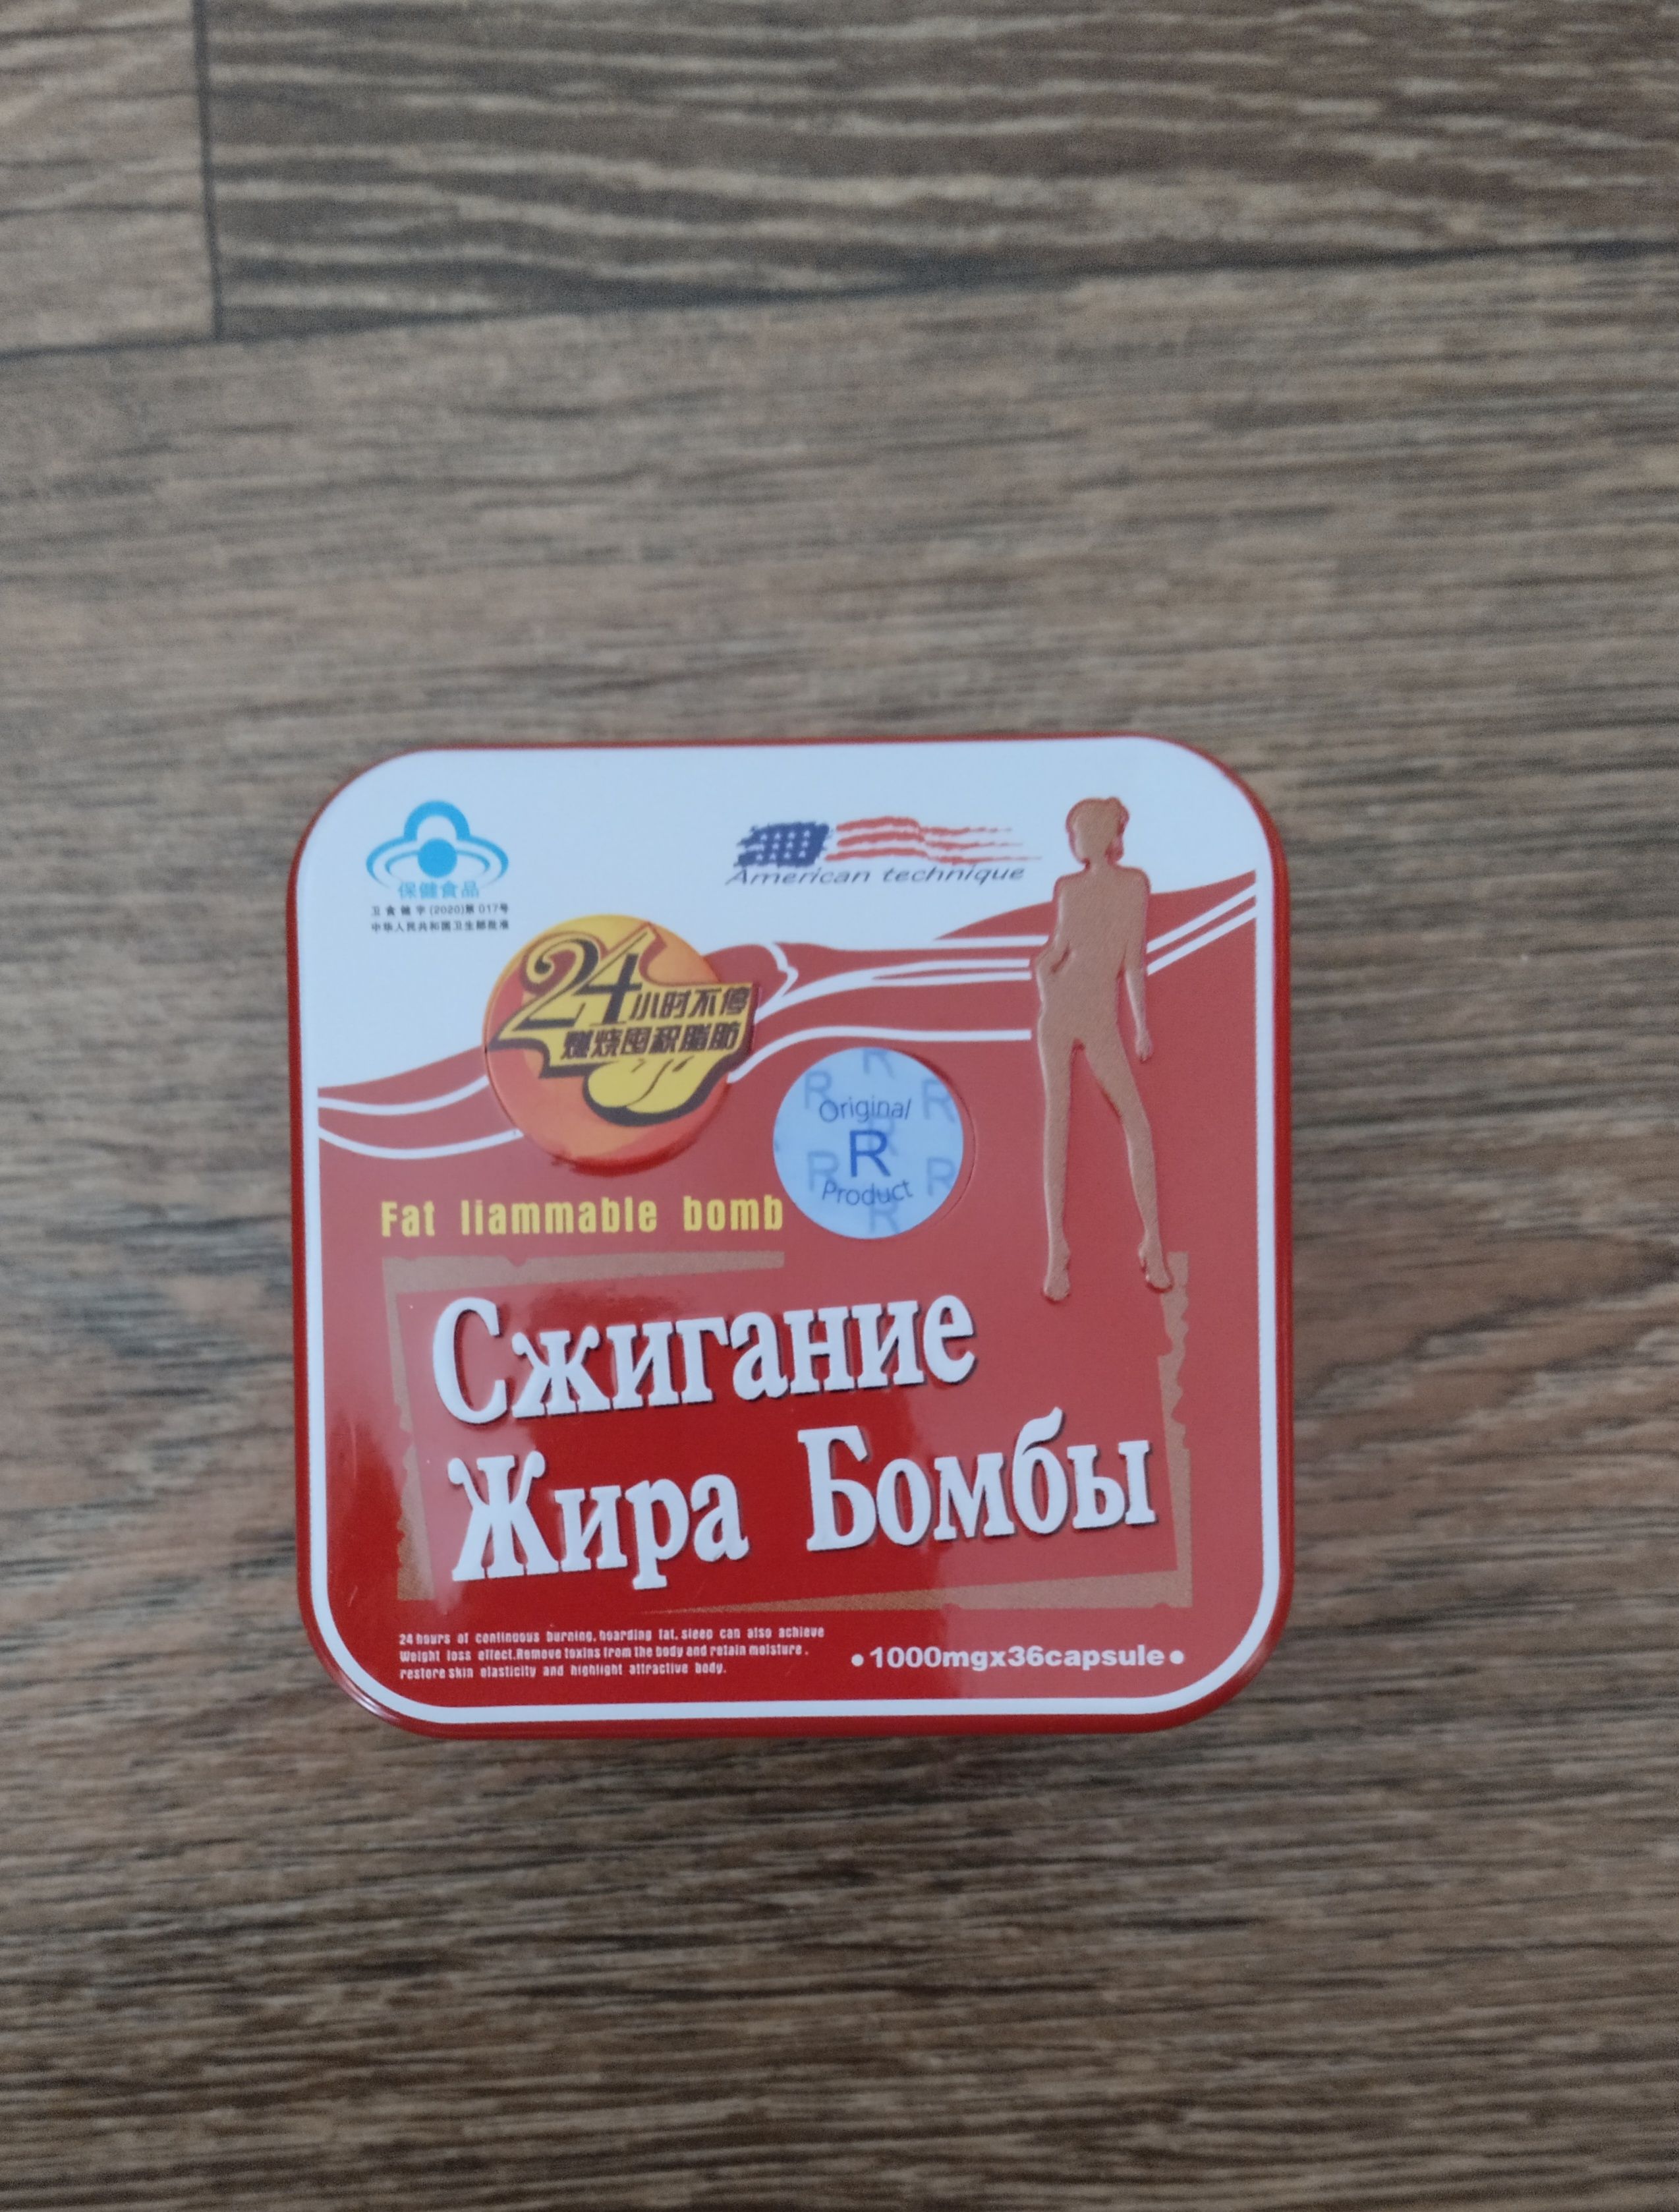 保健食品
卫食健字(2020)第017号
中华人民共和国卫生部批准
American technique
24小时不停
燃烧囤积脂肪
Original
R
Product
Fat liammable bomb
Сжигание
Жира Бомбы
24 hours of continuous burning, hoarding fat, sleep can also achieve
Weight loss effect.Remove toxins from the body and retain moisture .
restore skin elasticity and highlight attractive body.
•1000mgx36capsule•